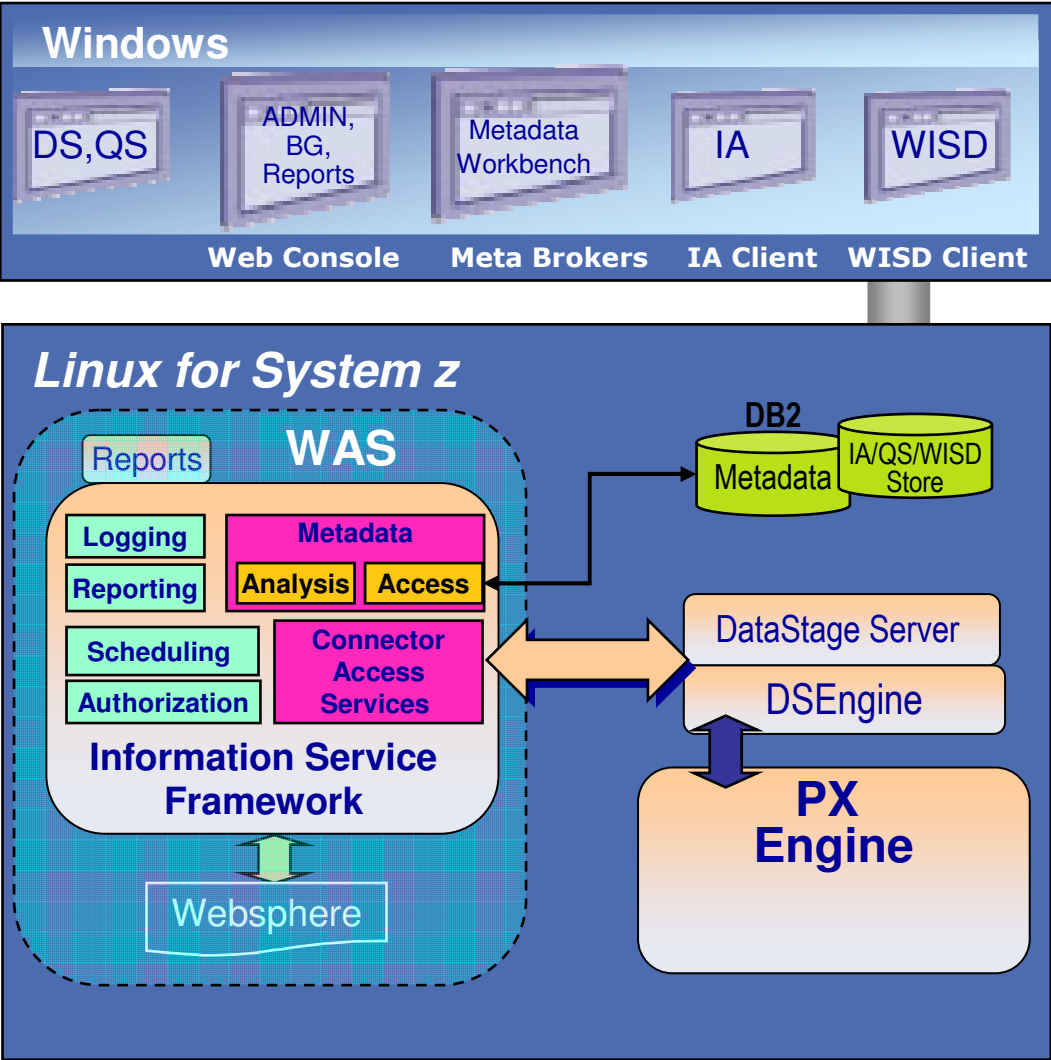 Windows
DS,QS
ADMIN,
BG,
Reports
Metadata
Workbench
IA
WISD
Web Console
Meta Brokers
IA Client
WISD Client
Linux for System z
WAS
Reports
Logging
Reporting
Metadata
Analysis
Access
Scheduling
Authorization
Connector
Access
Services
Information Service
Framework
Websphere
DB2
Metadata
IA/QS/WISD
Store
DataStage Server
DSEngine
PX
Engine